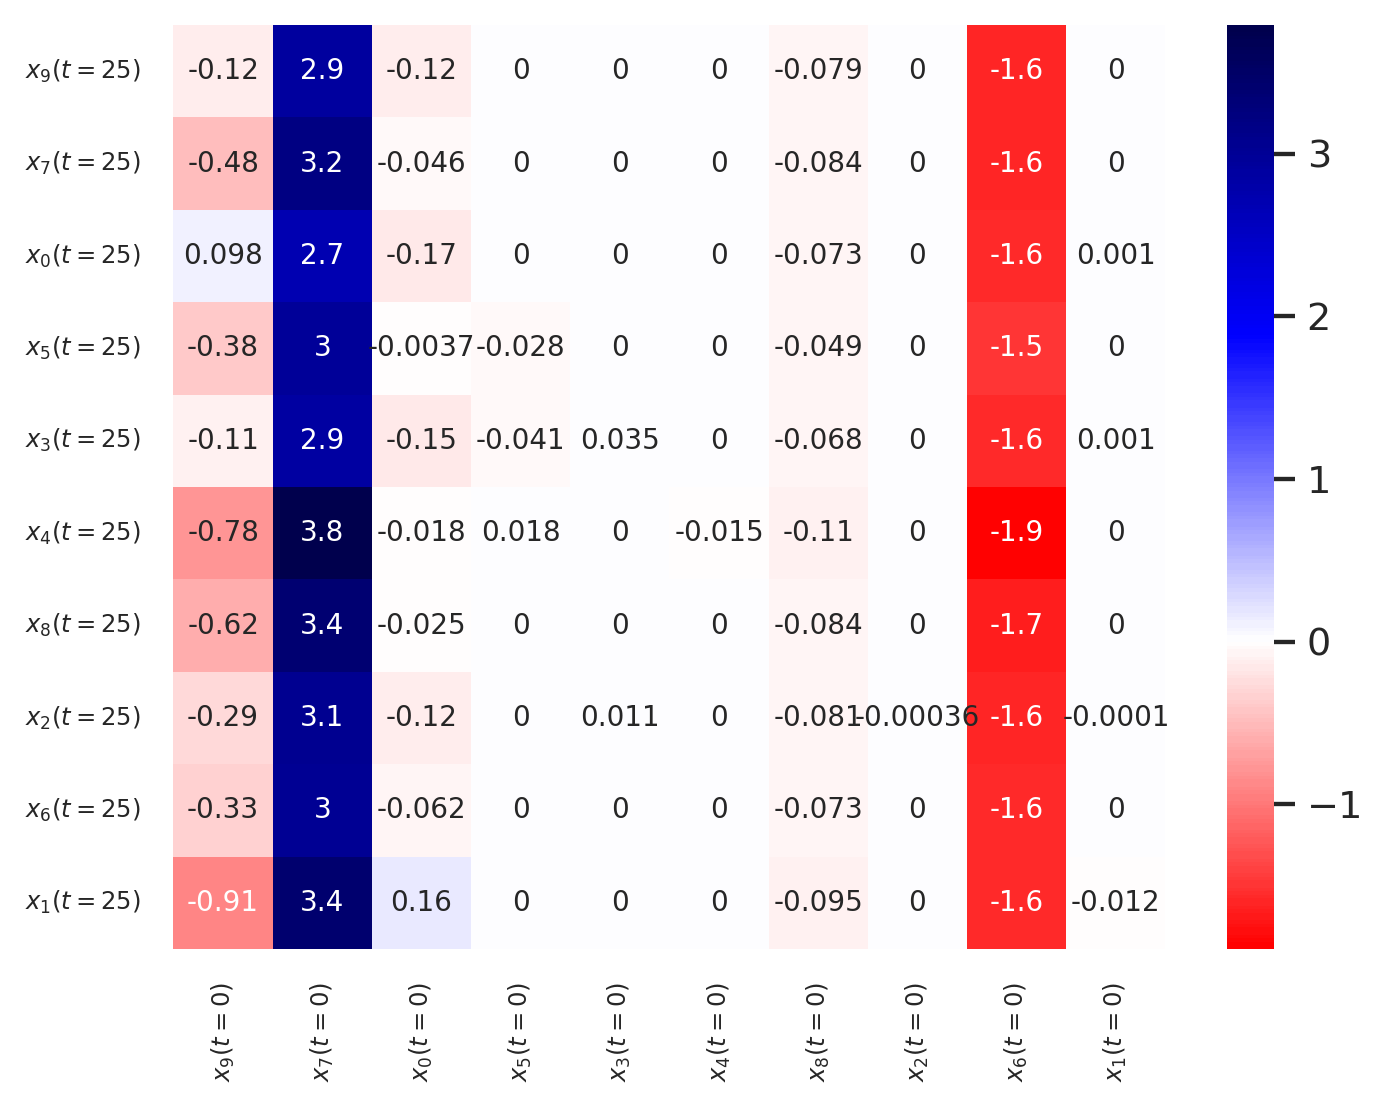 x₉(t = 25) -0.12 2.9 -0.12 0 0 0 -0.079 0 -1.6 0
x₇(t = 25) -0.48 3.2 -0.046 0 0 0 -0.084 0 -1.6 0
x₀(t = 25) 0.098 2.7 -0.17 0 0 0 -0.073 0 -1.6 0.001
x₅(t = 25) -0.38 3 -0.0037 -0.028 0 0 -0.049 0 -1.5 0
x₃(t = 25) -0.11 2.9 -0.15 -0.041 0.035 0 -0.068 0 -1.6 0.001
x₄(t = 25) -0.78 3.8 -0.018 0.018 0 -0.015 -0.11 0 -1.9 0
x₈(t = 25) -0.62 3.4 -0.025 0 0 0 -0.084 0 -1.7 0
x₂(t = 25) -0.29 3.1 -0.12 0 0.011 0 -0.081 -0.00036 -1.6 -0.0001
x₆(t = 25) -0.33 3 -0.062 0 0 0 -0.073 0 -1.6 0
x₁(t = 25) -0.91 3.4 0.16 0 0 0 -0.095 0 -1.6 -0.012
x₉(t = 0)
x₇(t = 0)
x₀(t = 0)
x₅(t = 0)
x₃(t = 0)
x₄(t = 0)
x₈(t = 0)
x₂(t = 0)
x₆(t = 0)
x₁(t = 0)
3
2
1
0
−1